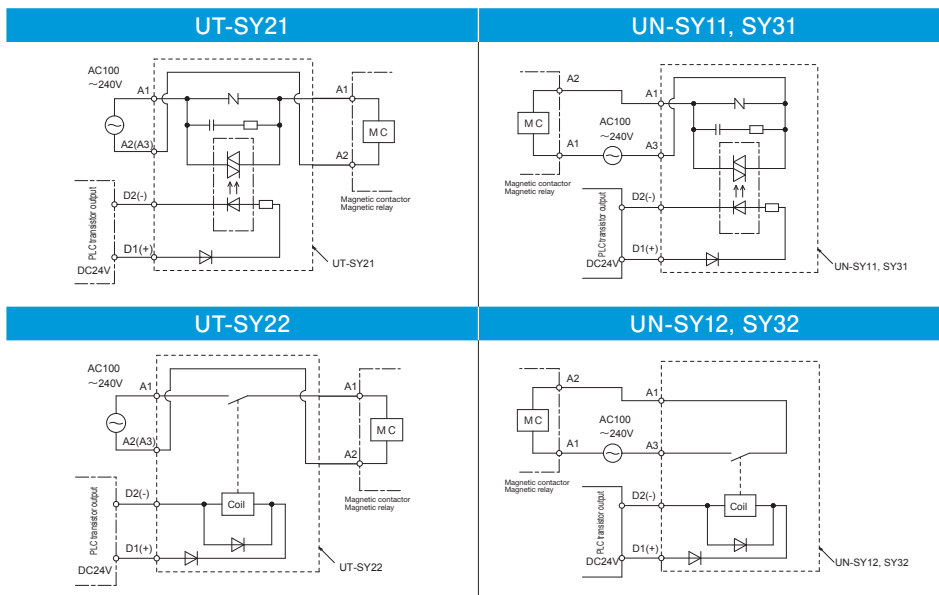 UT-SY21
AC100
～240V
A1
A2(A3)
A1
MC
A2
Magnetic contactor
Magnetic relay
PLC transistor output
D2(-)
D1(+)
DC24V
UT-SY21
UN-SY11, SY31
A2
A1
MC
AC100
～240V
A1
A3
Magnetic contactor
Magnetic relay
PLC transistor output
D2(-)
D1(+)
DC24V
UN-SY11, SY31
UT-SY22
AC100
～240V
A1
A2(A3)
A1
MC
A2
Magnetic contactor
Magnetic relay
PLC transistor output
D2(-)
Coil
D1(+)
DC24V
UT-SY22
UN-SY12, SY32
A2
A1
MC
AC100
～240V
A1
A3
Magnetic contactor
Magnetic relay
PLC transistor output
D2(-)
Coil
D1(+)
DC24V
UN-SY12, SY32